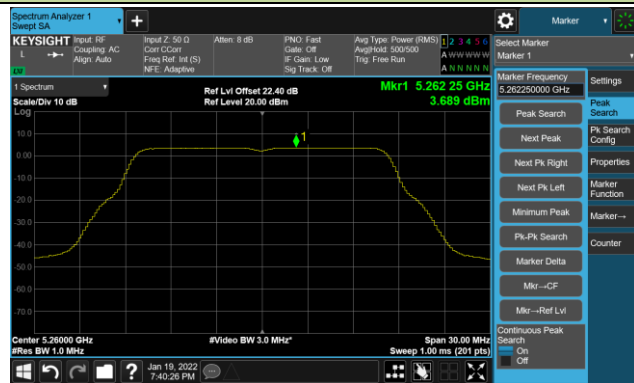 Spectrum Analyzer 1
Swept SA
Marker
KEYSIGHT
L
LXI
Input: RF
Coupling: AC
Align: Auto
Input Z: 50 Ω
Corr CCorr
Freq Ref: Int (S)
NFE: Adaptive
Atten: 8 dB
PNO: Fast
Gate: Off
IF Gain: Low
Sig Track: Off
Avg Type: Power (RMS)
Avg|Hold: 500/500
Trig: Free Run
1 2 3 4 5 6
A W W W W W
A N N N N N
1 Spectrum
Scale/Div 10 dB
Log
Ref Lvl Offset 22.40 dB
Ref Level 20.00 dBm
Mkr1 5.262 25 GHz
3.689 dBm
1
10.0
0.00
-10.0
-20.0
-30.0
-40.0
-50.0
-60.0
-70.0
Center 5.26000 GHz
#Res BW 1.0 MHz
#Video BW 3.0 MHz*
Span 30.00 MHz
Sweep 1.00 ms (201 pts)
Jan 19, 2022
7:40:26 PM
Select Marker
Marker 1
Marker Frequency
5.262250000 GHz
Peak Search
Next Peak
Next Pk Right
Next Pk Left
Minimum Peak
Pk-Pk Search
Marker Delta
Mkr→CF
Mkr→Ref Lvl
Continuous Peak
Search
On
Off
Settings
Peak
Search
Pk Search
Config
Properties
Marker
Function
Marker→
Counter